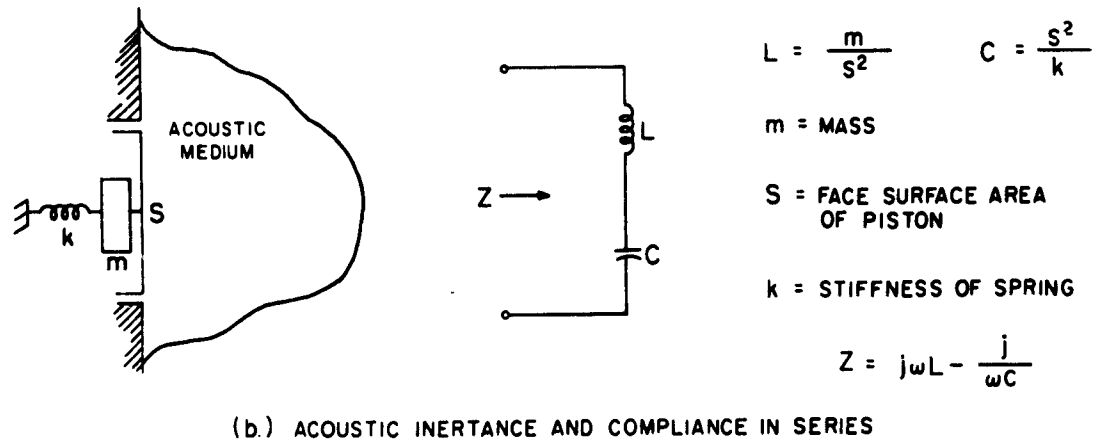 ACOUSTIC
MEDIUM
S
k
m
Z
L
C
L = m/S²
C = S²/k
m = MASS
S = FACE SURFACE AREA
OF PISTON
k = STIFFNESS OF SPRING
Z = jωL - j/ωC
(b.) ACOUSTIC INERTANCE AND COMPLIANCE IN SERIES